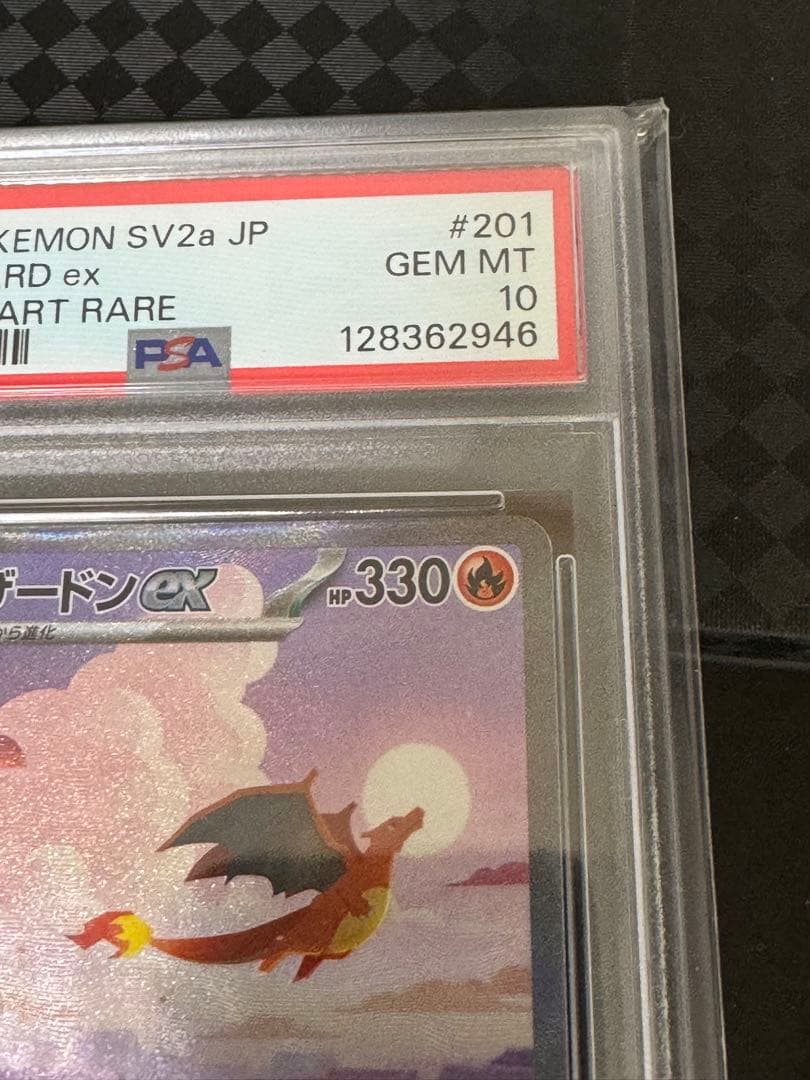 KEMON SV2a JP
#201
RD ex
GEM MT
ART RARE
10
PSA
128362946
ザードンex
HP330
から進化